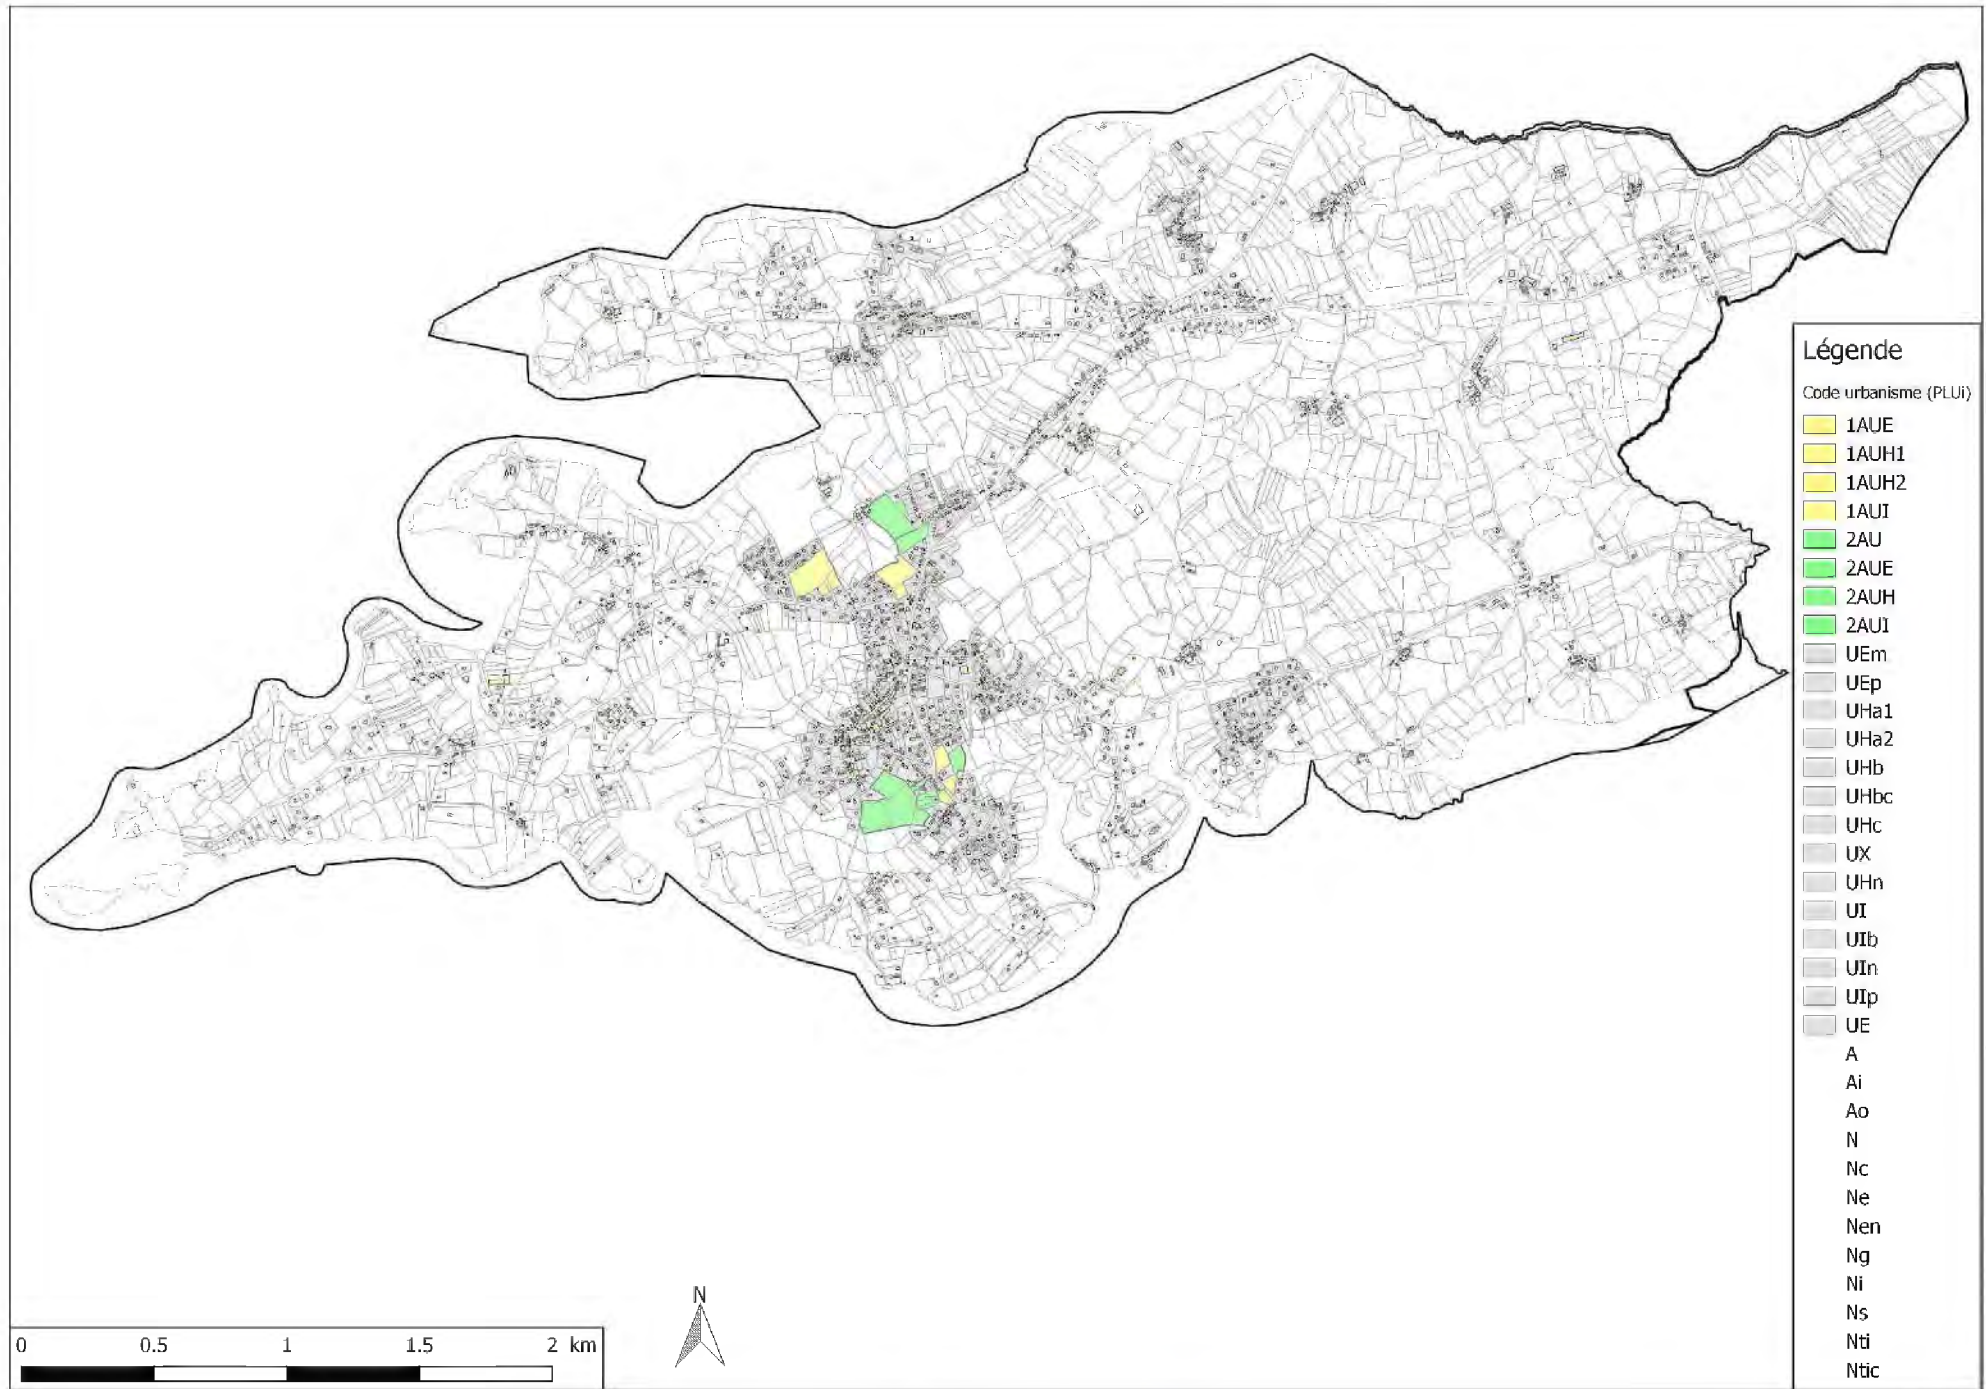 Légende
Code urbanisme (PLUi)
1AUE
1AUH1
1AUH2
1AUI
2AU
2AUE
2AUH
2AUI
UEm
UEp
UHa1
UHa2
UHb
UHbc
UHc
UX
UHn
UI
UIb
UIn
UIp
UE
A
Ai
Ao
N
Nc
Ne
Nen
Ng
Ni
Ns
Nti
Ntic
N
0 0.5 1 1.5 2 km